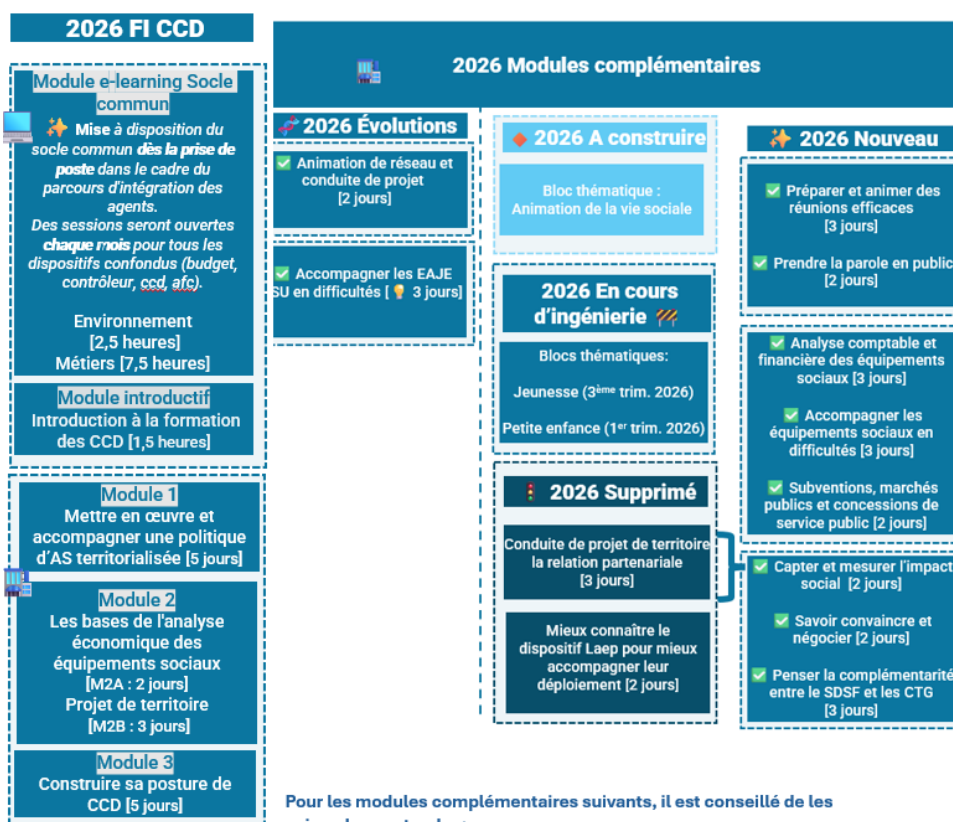 2026 FI CCD
Module e-learning Socle
commun
✨ Mise à disposition du
socle commun dès la prise de
poste dans le cadre du
parcours d'intégration des
agents.
Des sessions seront ouvertes
chaque mois pour tous les
dispositifs confondus (budget,
contrôleur, ccd, afc).
Environnement
[2,5 heures]
Métiers [7,5 heures]
Module introductif
Introduction à la formation
des CCD [1,5 heures]
Module 1
Mettre en œuvre et
accompagner une politique
d'AS territorialisée [5 jours]
Module 2
Les bases de l'analyse
économique des
équipements sociaux
[M2A : 2 jours]
Projet de territoire
[M2B : 3 jours]
Module 3
Construire sa posture de
CCD [5 jours]
2026 Modules complémentaires
2026 Évolutions
✅ Animation de réseau et
conduite de projet
[2 jours]
✅ Accompagner les EAJE
SU en difficultés [💡 3 jours]
2026 A construire
Bloc thématique :
Animation de la vie sociale
2026 En cours
d'ingénierie 🚧
Blocs thématiques:
Jeunesse (3ème trim. 2026)
Petite enfance (1er trim. 2026)
🚦 2026 Supprimé
Conduite de projet de territoire
la relation partenariale
[3 jours]
Mieux connaître le
dispositif Laep pour mieux
accompagner leur
déploiement [2 jours]
✨ 2026 Nouveau
✅ Préparer et animer des
réunions efficaces
[3 jours]
✅ Prendre la parole en public
[2 jours]
✅ Analyse comptable et
financière des équipements
sociaux [3 jours]
✅ Accompagner les
équipements sociaux en
difficultés [3 jours]
✅ Subventions, marchés
publics et concessions de
service public [2 jours]
✅ Capter et mesurer l'impact
social [2 jours]
✅ Savoir convaincre et
négocier [2 jours]
✅ Penser la complémentarité
entre le SDSF et les CTG
[3 jours]
Pour les modules complémentaires suivants, il est conseillé de les